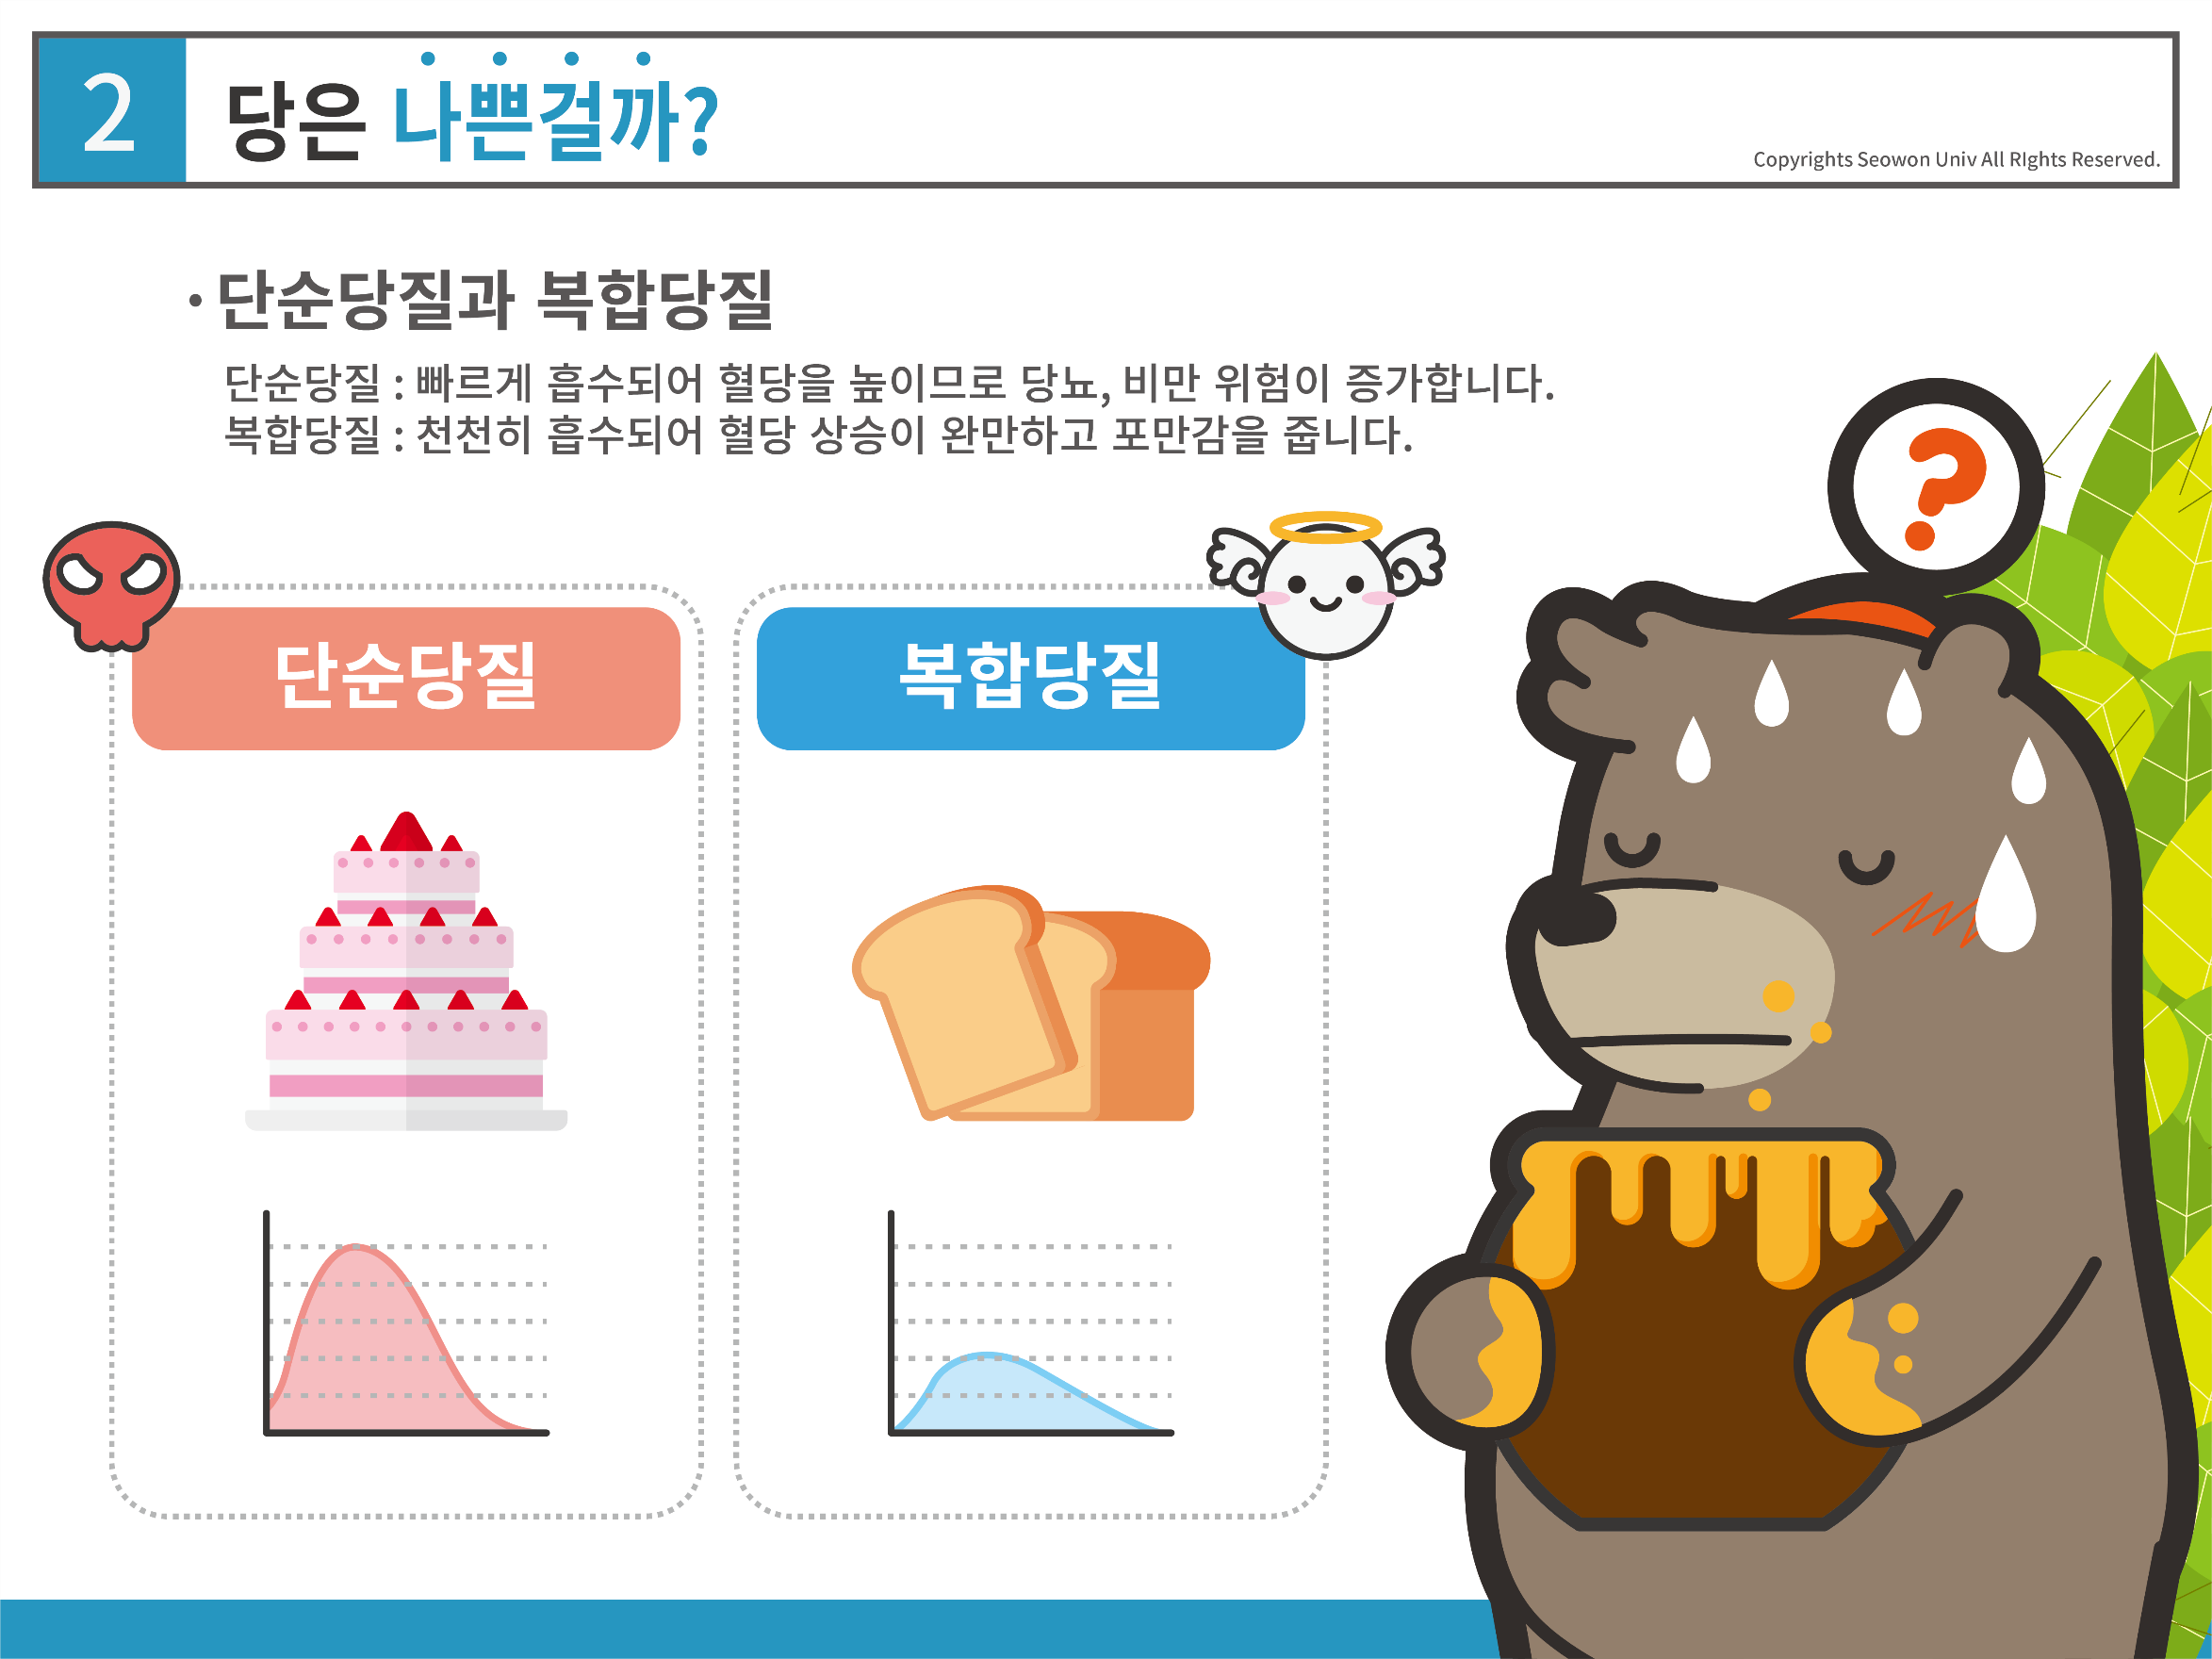 2
당은 나쁜걸까?
Copyrights Seowon Univ All RIghts Reserved.
· 단순당질과 복합당질
단순당질 : 빠르게 흡수되어 혈당을 높이므로 당뇨, 비만 위험이 증가합니다.
복합당질 : 천천히 흡수되어 혈당 상승이 완만하고 포만감을 줍니다.
단순당질
복합당질
?